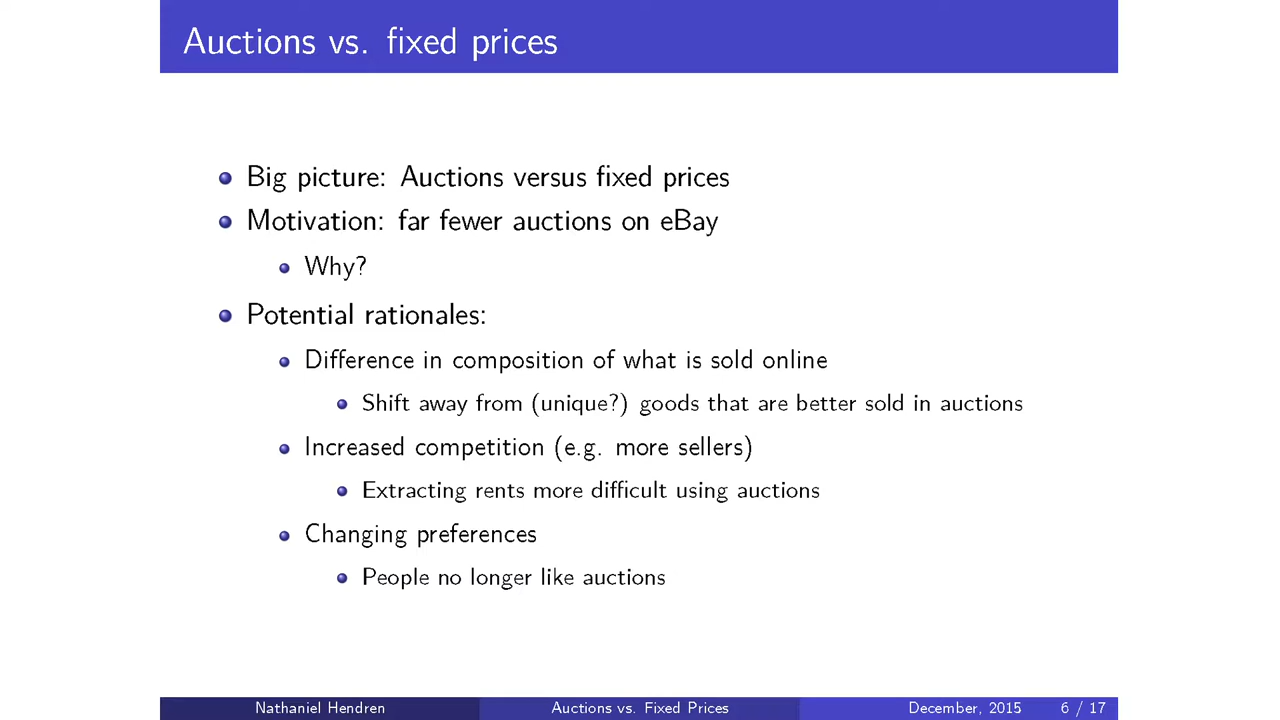 Auctions vs. fixed prices
Big picture: Auctions versus fixed prices
Motivation: far fewer auctions on eBay
Why?
Potential rationales:
Difference in composition of what is sold online
Shift away from (unique?) goods that are better sold in auctions
Increased competition (e.g. more sellers)
Extracting rents more difficult using auctions
Changing preferences
People no longer like auctions
Nathaniel Hendren Auctions vs. Fixed Prices December, 2015 6 / 17